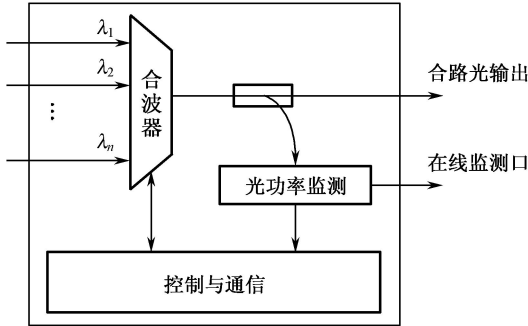 λ1
λ2
⋮
λn
合波器
合路光输出
在线监测口
光功率监测
控制与通信